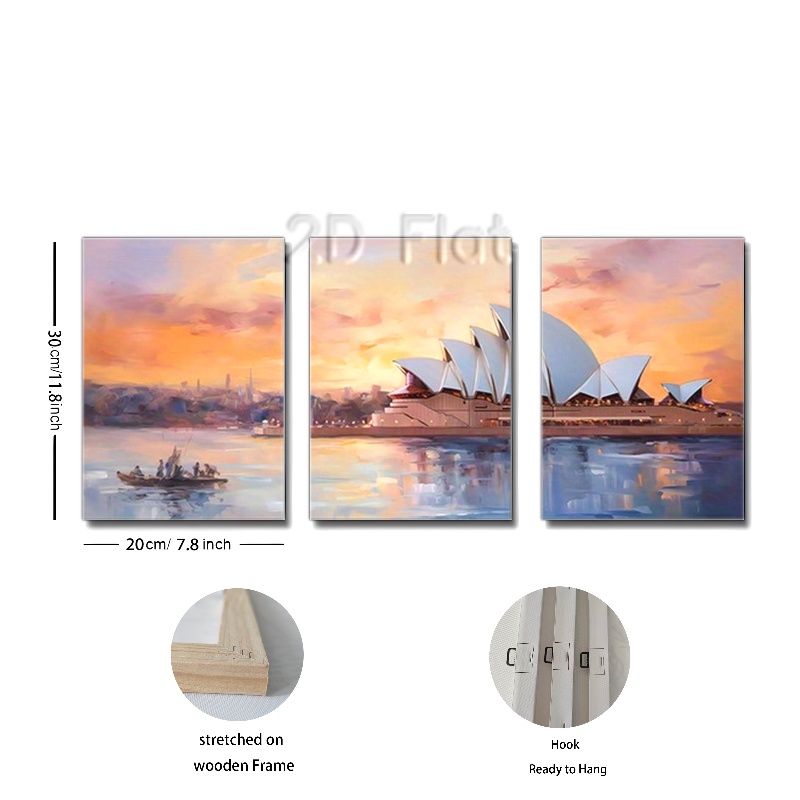 2D Flat
30cm/11.8inch
20cm/ 7.8 inch
stretched on
wooden Frame
Hook
Ready to Hang